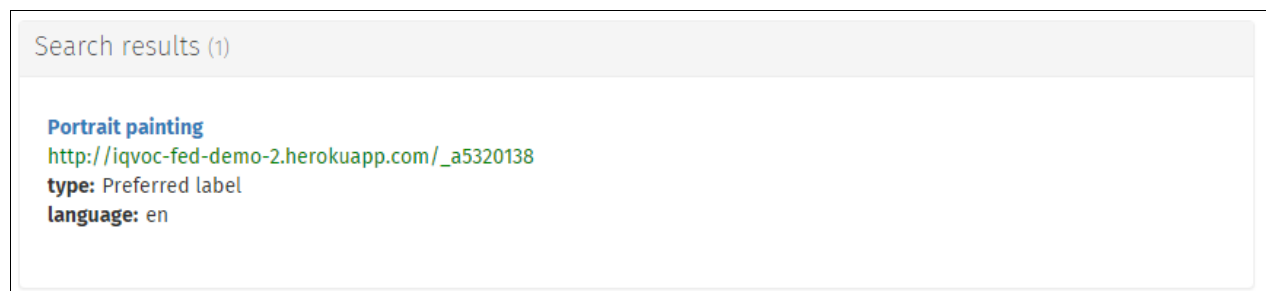 Search results (1)
Portrait painting
http://iqvoc-fed-demo-2.herokuapp.com/_a5320138
type: Preferred label
language: en